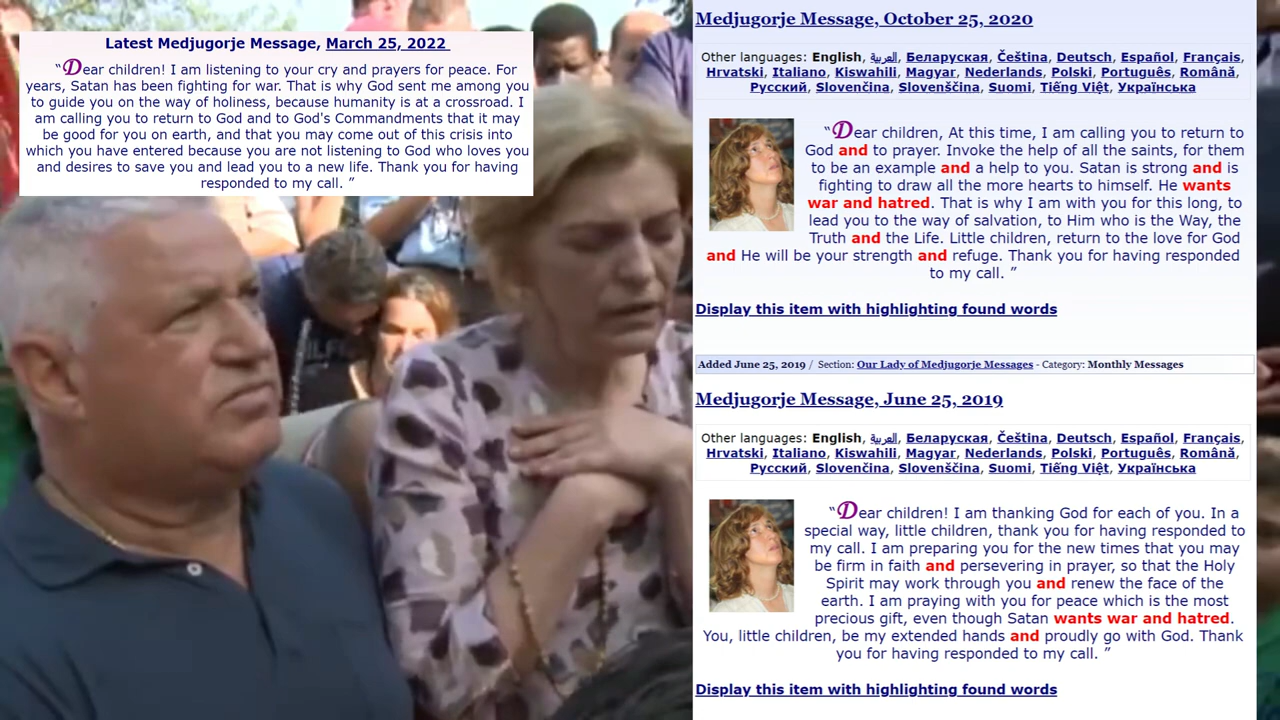 Latest Medjugorje Message, March 25, 2022
“Dear children! I am listening to your cry and prayers for peace. For
years, Satan has been fighting for war. That is why God sent me among you
to guide you on the way of holiness, because humanity is at a crossroad. I
am calling you to return to God and to God's Commandments that it may
be good for you on earth, and that you may come out of this crisis into
which you have entered because you are not listening to God who loves you
and desires to save you and lead you to a new life. Thank you for having
responded to my call. ”
Medjugorje Message, October 25, 2020
Other languages: English, العربية, Беларуская, Čeština, Deutsch, Español, Français,
Hrvatski, Italiano, Kiswahili, Magyar, Nederlands, Polski, Português, Română,
Русский, Slovenčina, Slovenščina, Suomi, Tiếng Việt, Українська
“Dear children, At this time, I am calling you to return to
God and to prayer. Invoke the help of all the saints, for them
to be an example and a help to you. Satan is strong and is
fighting to draw all the more hearts to himself. He wants
war and hatred. That is why I am with you for this long, to
lead you to the way of salvation, to Him who is the Way, the
Truth and the Life. Little children, return to the love for God
and He will be your strength and refuge. Thank you for having responded
to my call. ”
Display this item with highlighting found words
Added June 25, 2019 / Section: Our Lady of Medjugorje Messages - Category: Monthly Messages
Medjugorje Message, June 25, 2019
Other languages: English, العربية, Беларуская, Čeština, Deutsch, Español, Français,
Hrvatski, Italiano, Kiswahili, Magyar, Nederlands, Polski, Português, Română,
Русский, Slovenčina, Slovenščina, Suomi, Tiếng Việt, Українська
“Dear children! I am thanking God for each of you. In a
special way, little children, thank you for having responded to
my call. I am preparing you for the new times that you may
be firm in faith and persevering in prayer, so that the Holy
Spirit may work through you and renew the face of the
earth. I am praying with you for peace which is the most
precious gift, even though Satan wants war and hatred.
You, little children, be my extended hands and proudly go with God. Thank
you for having responded to my call. ”
Display this item with highlighting found words